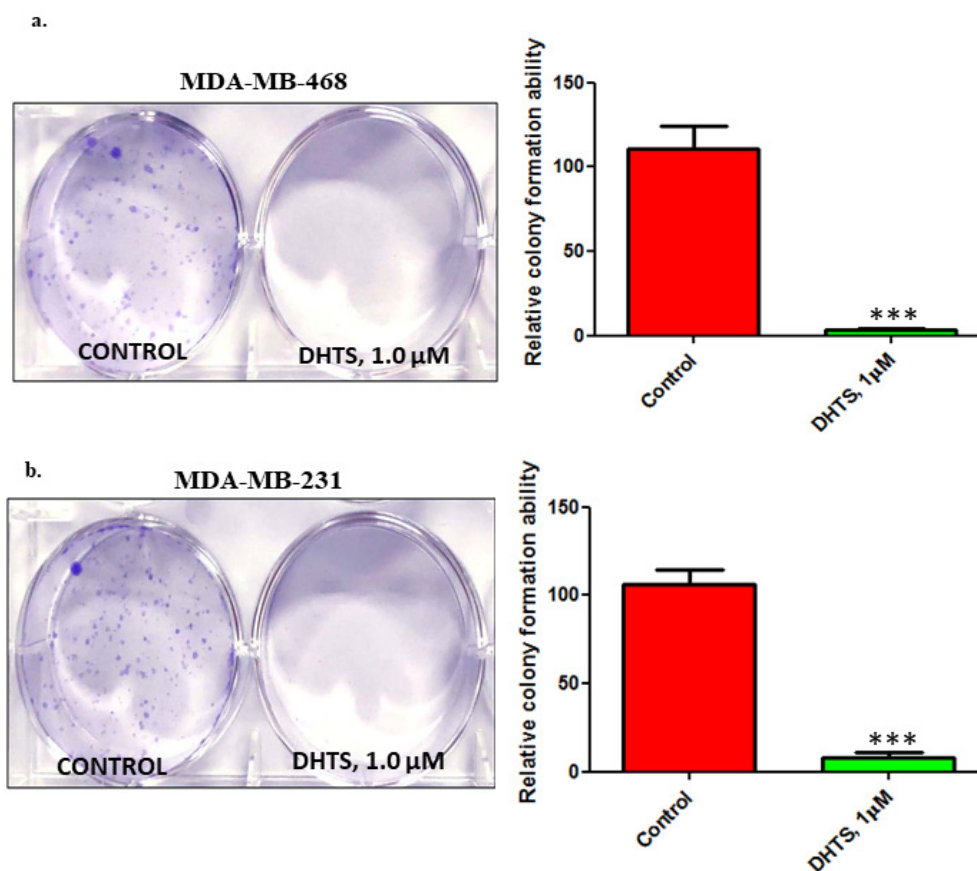 a.
MDA-MB-468
CONTROL
DHTS, 1.0 µM
Relative colony formation ability
150
100
50
0
***
Control
DHTS, 1µM
b.
MDA-MB-231
CONTROL
DHTS, 1.0 µM
Relative colony formation ability
150
100
50
0
***
Control
DHTS, 1µM